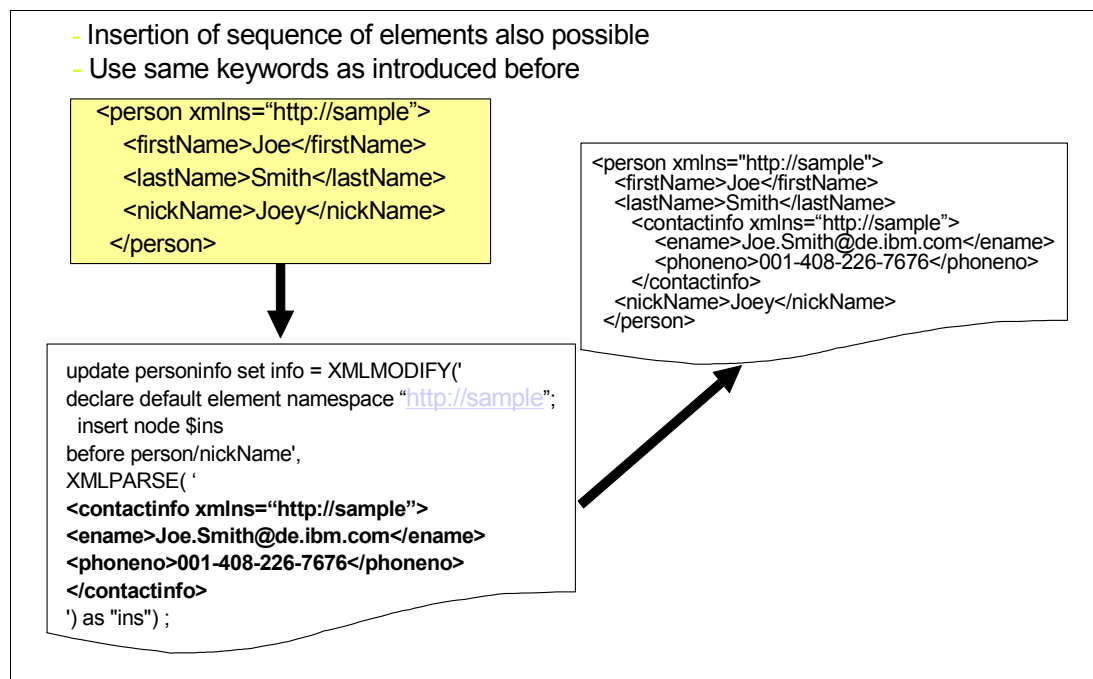 - Insertion of sequence of elements also possible
- Use same keywords as introduced before
<person xmlns=“http://sample”>
<firstName>Joe</firstName>
<lastName>Smith</lastName>
<nickName>Joey</nickName>
</person>
update personinfo set info = XMLMODIFY('
declare default element namespace “http://sample”;
insert node $ins
before person/nickName',
XMLPARSE( ‘
<contactinfo xmlns=“http://sample”>
<ename>Joe.Smith@de.ibm.com</ename>
<phoneno>001-408-226-7676</phoneno>
</contactinfo>
') as "ins") ;
<person xmlns="http://sample">
<firstName>Joe</firstName>
<lastName>Smith</lastName>
<contactinfo xmlns=“http://sample”>
<ename>Joe.Smith@de.ibm.com</ename>
<phoneno>001-408-226-7676</phoneno>
</contactinfo>
<nickName>Joey</nickName>
</person>